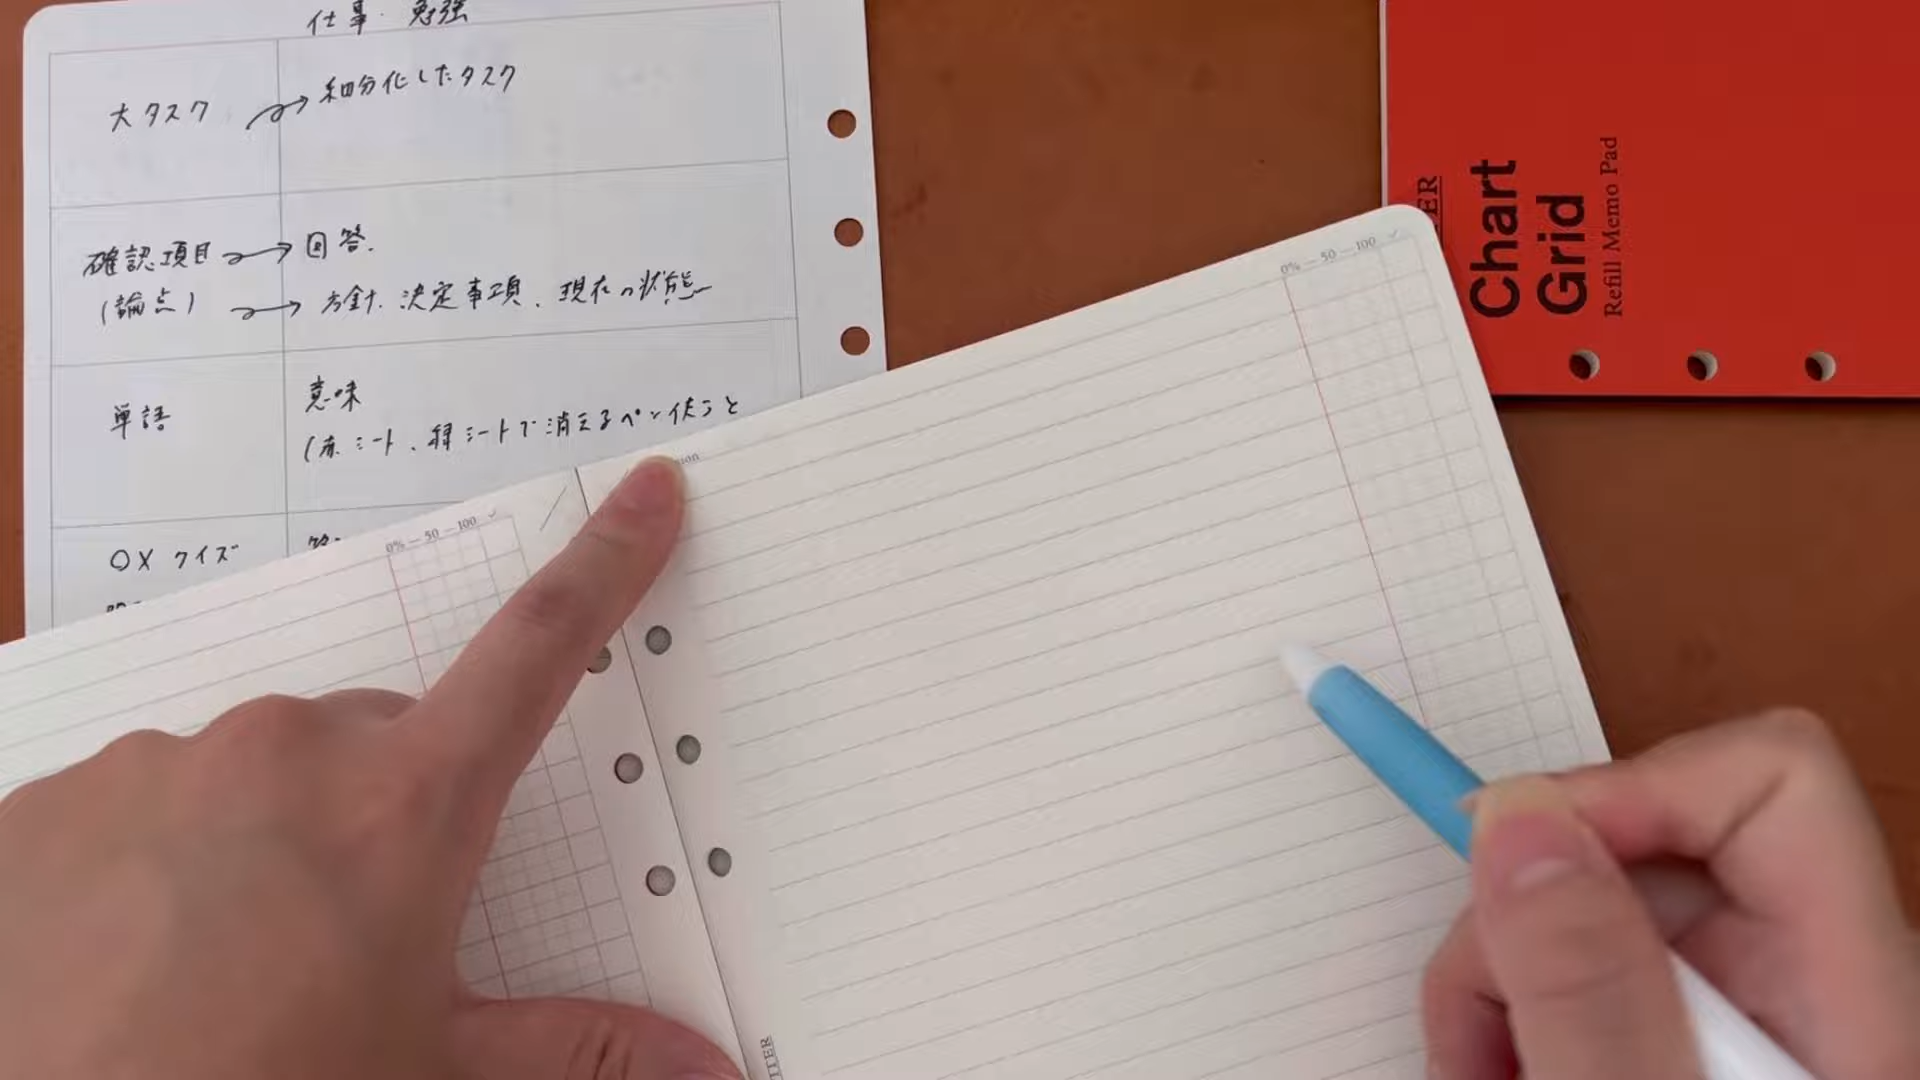 仕事・勉強
大タスク → 細分化したタスク
確認項目 → 回答.
(論点) → 方針、決定事項、現在の状態
単語
意味
(赤シート、緑シートで消えるペン使うと
OX クイズ
0% — 50 — 100 ✓
0% — 50 — 100 ✓
Chart
Grid
Refill Memo Pad